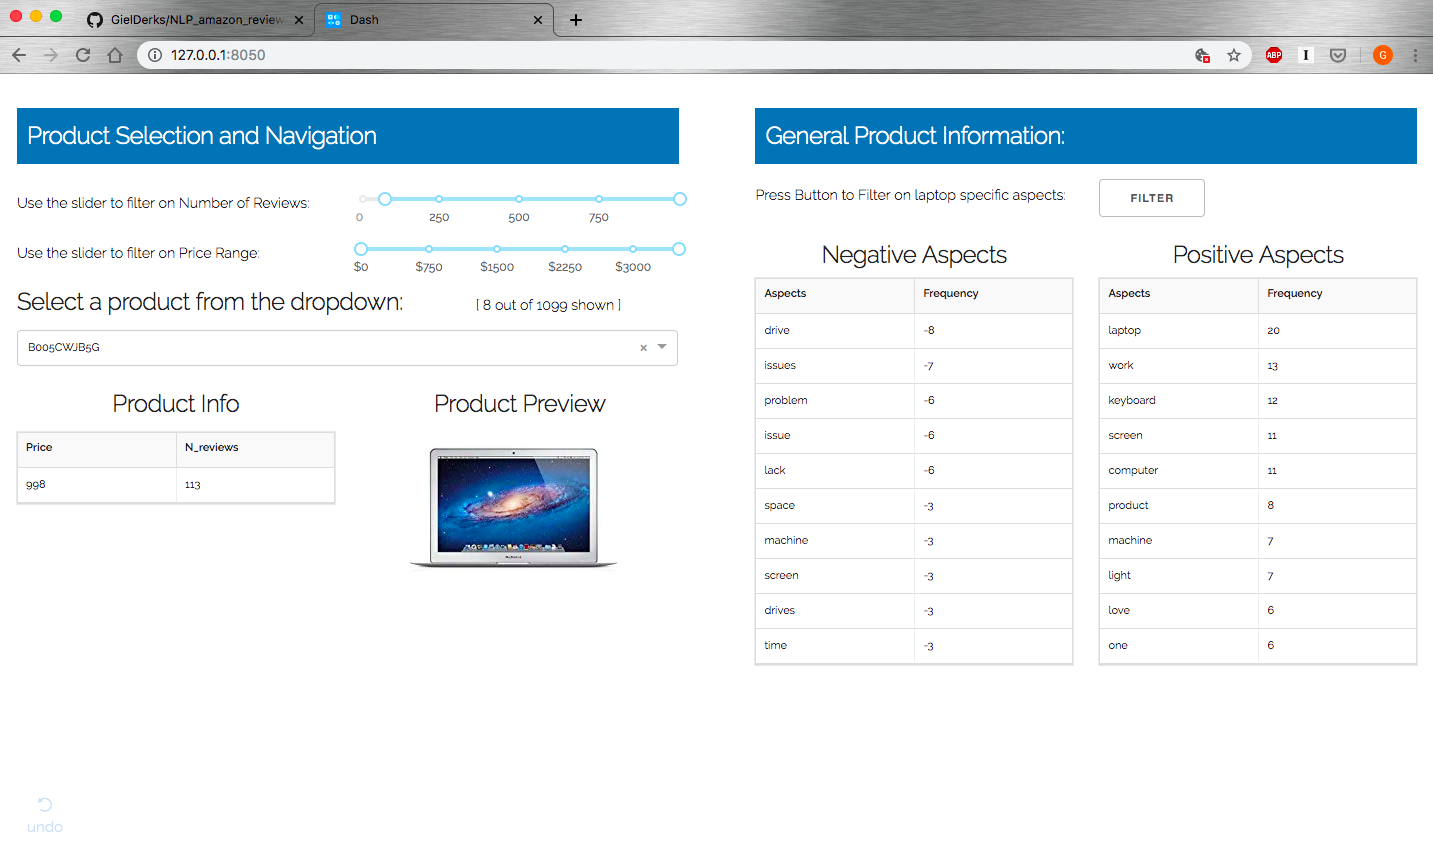 GielDerks/NLP_amazon_review
Dash
127.0.0.1:8050
ABP
I
G
Product Selection and Navigation
Use the slider to filter on Number of Reviews:
0 250 500 750
Use the slider to filter on Price Range:
$0 $750 $1500 $2250 $3000
Select a product from the dropdown: [ 8 out of 1099 shown ]
B005CWJB5G
Product Info
Price N_reviews
998 113
Product Preview
General Product Information:
Press Button to Filter on laptop specific aspects: FILTER
Negative Aspects
Aspects Frequency
drive -8
issues -7
problem -6
issue -6
lack -6
space -3
machine -3
screen -3
drives -3
time -3
Positive Aspects
Aspects Frequency
laptop 20
work 13
keyboard 12
screen 11
computer 11
product 8
machine 7
light 7
love 6
one 6
undo